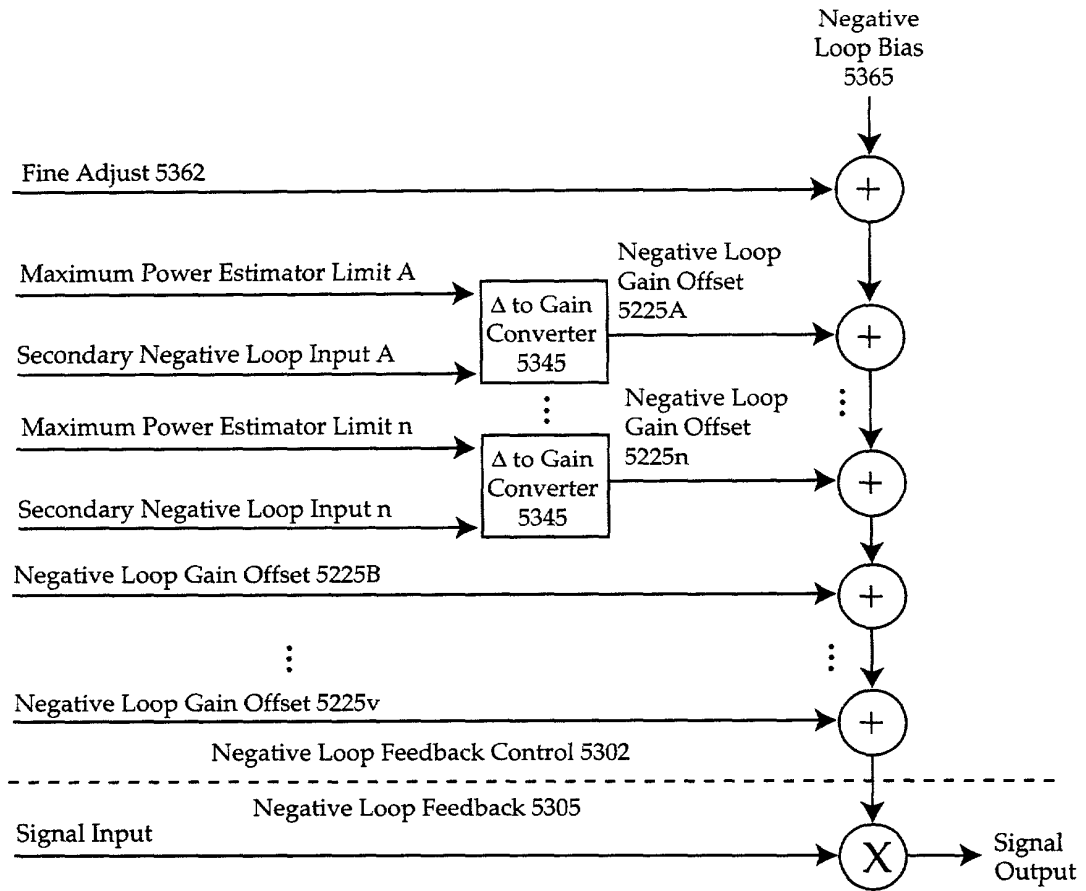 Negative
Loop Bias
5365
Fine Adjust 5362
+
Maximum Power Estimator Limit A
Negative Loop
Gain Offset
5225A
Δ to Gain
Converter
5345
+
Secondary Negative Loop Input A
Maximum Power Estimator Limit n
Negative Loop
Gain Offset
5225n
Δ to Gain
Converter
5345
+
Secondary Negative Loop Input n
Negative Loop Gain Offset 5225B
+
Negative Loop Gain Offset 5225v
+
Negative Loop Feedback Control 5302
Negative Loop Feedback 5305
Signal Input
X
Signal
Output